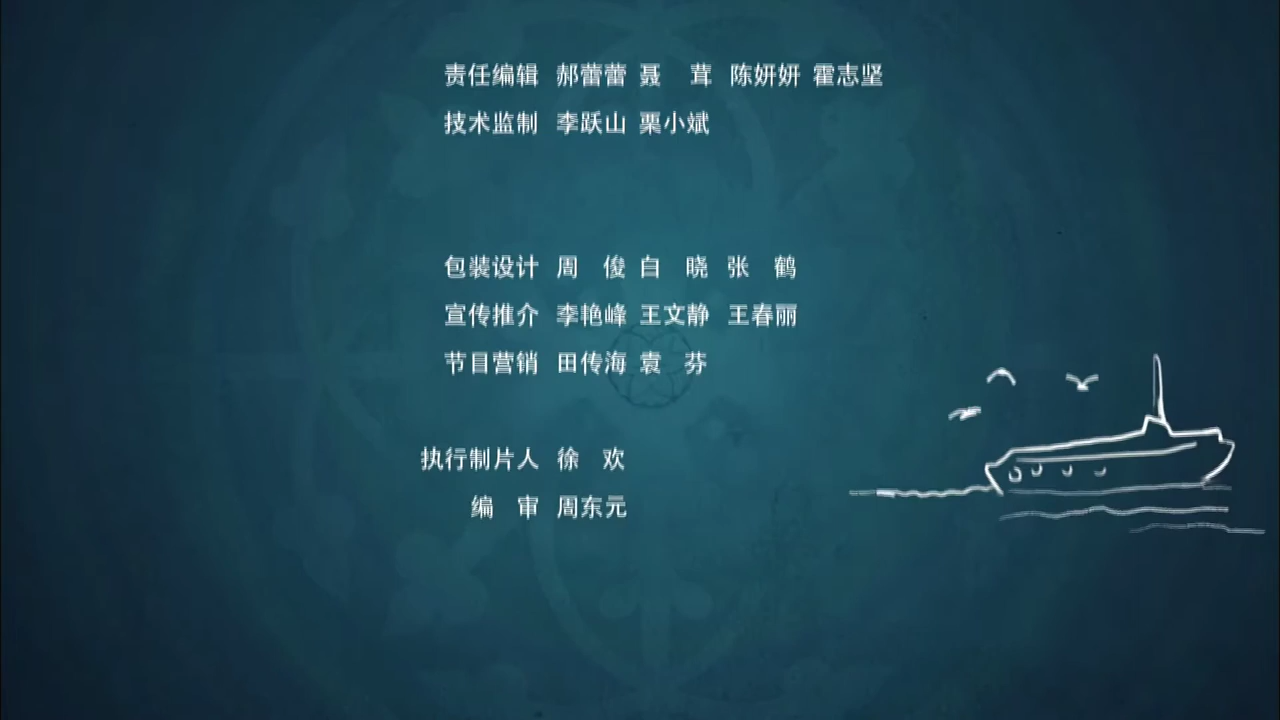 责任编辑 郝蕾蕾 聂 茸 陈妍妍 霍志坚
技术监制 李跃山 栗小斌
包装设计 周 俊 自 晓 张 鹤
宣传推介 李艳峰 王文静 王春丽
节目营销 田传海 袁 芬
执行制片人 徐 欢
编 审 周东元